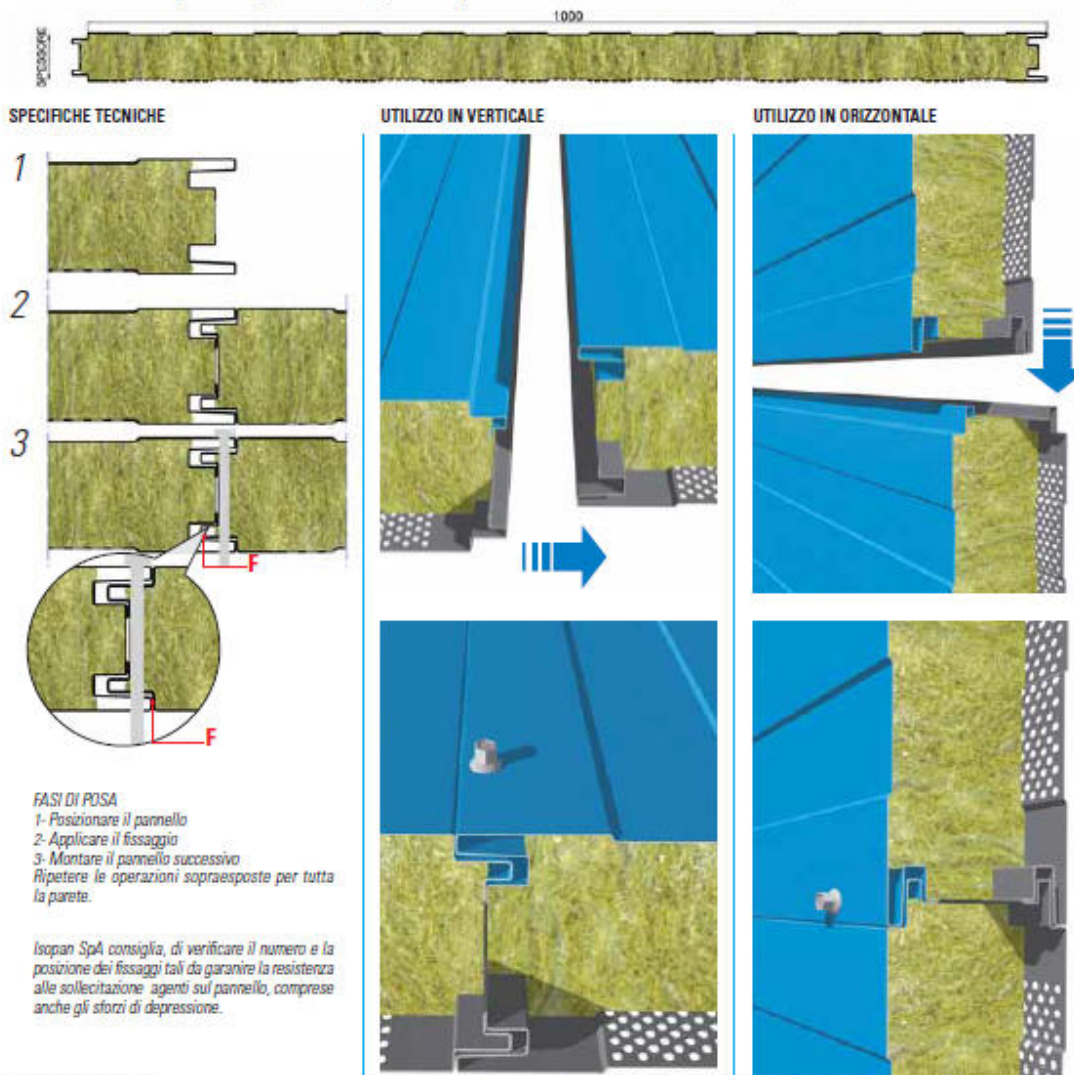 1000
SPESSORE
SPECIFICHE TECNICHE
1
2
3
F
F
FASI DI POSA
1- Posizionare il pannello
2- Applicare il fissaggio
3- Montare il pannello successivo
Ripetere le operazioni sopraesposte per tutta
la parete.
Isopan SpA consiglia, di verificare il numero e la
posizione dei fissaggi tali da garanire la resistenza
alle sollecitazione agenti sul pannello, comprese
anche gli sforzi di depressione.
UTILIZZO IN VERTICALE
UTILIZZO IN ORIZZONTALE